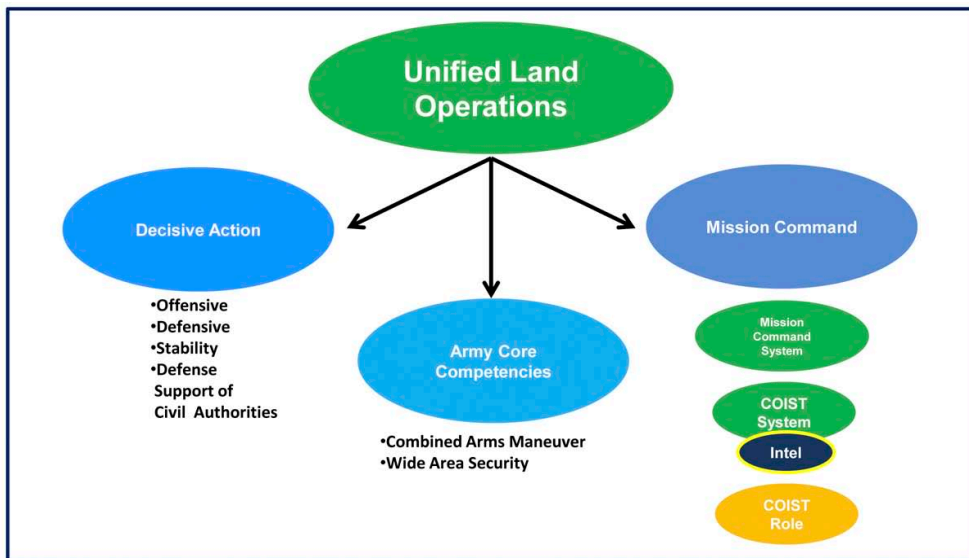 Unified Land
Operations
Decisive Action
•Offensive
•Defensive
•Stability
•Defense
Support of
Civil Authorities
Army Core
Competencies
•Combined Arms Maneuver
•Wide Area Security
Mission Command
Mission
Command
System
COIST
System
Intel
COIST
Role